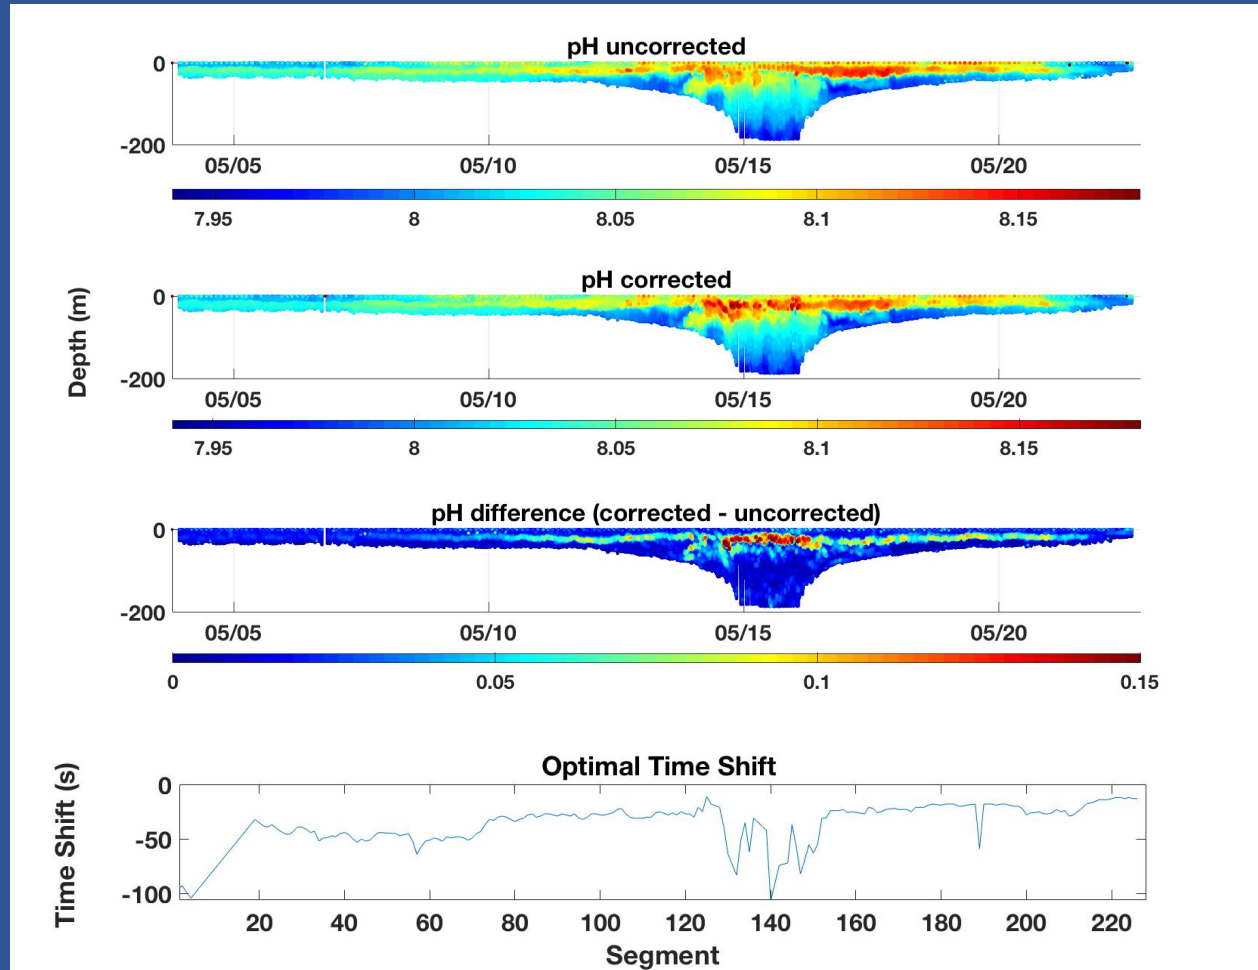 pH uncorrected
0
-200
05/05 05/10 05/15 05/20
7.95 8 8.05 8.1 8.15
pH corrected
Depth (m)
0
-200
05/05 05/10 05/15 05/20
7.95 8 8.05 8.1 8.15
pH difference (corrected - uncorrected)
0
-200
05/05 05/10 05/15 05/20
0 0.05 0.1 0.15
Optimal Time Shift
Time Shift (s)
0
-50
-100
20 40 60 80 100 120 140 160 180 200 220
Segment